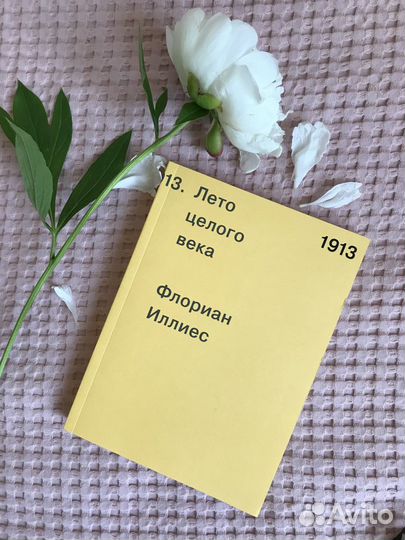 13. Лето
целого
века
1913
Флориан
Иллиес
Avito